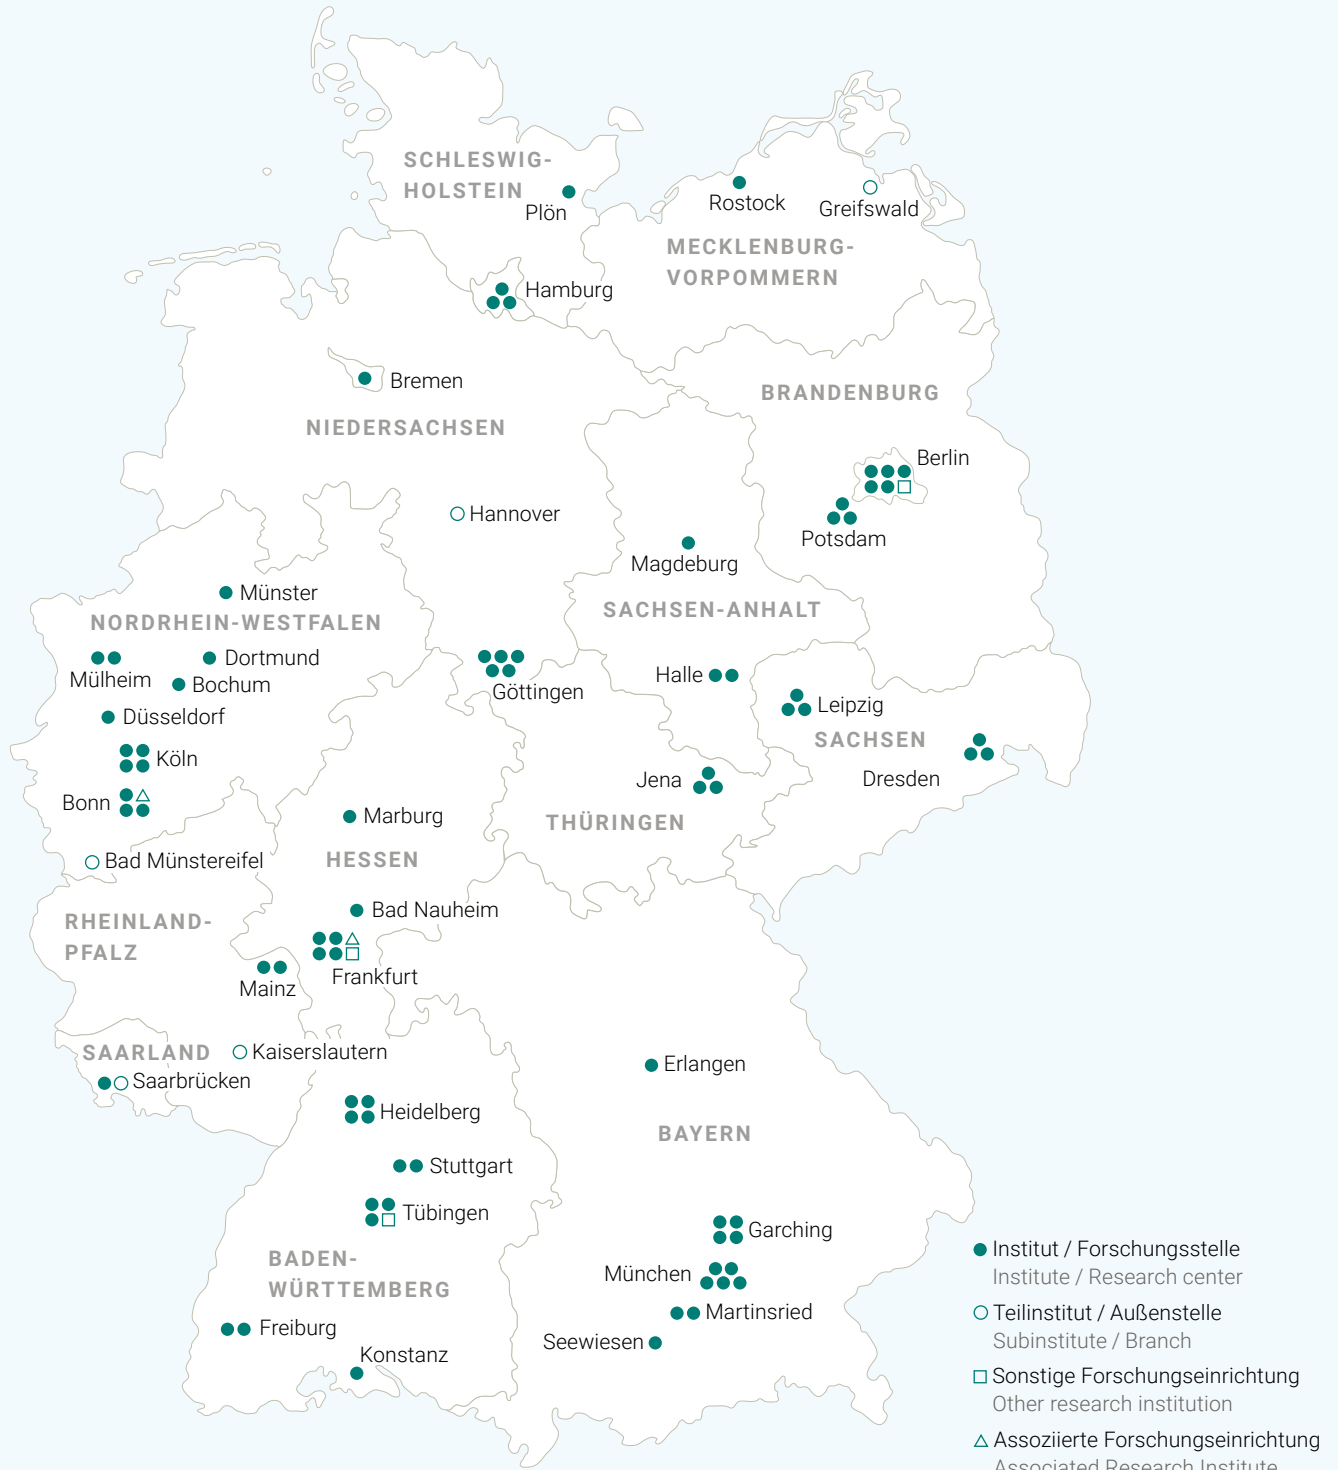 SCHLESWIG-
HOLSTEIN
Plön
Rostock
Greifswald
MECKLENBURG-
VORPOMMERN
Hamburg
Bremen
NIEDERSACHSEN
BRANDENBURG
Berlin
Potsdam
Hannover
Magdeburg
SACHSEN-ANHALT
Münster
NORDRHEIN-WESTFALEN
Dortmund
Mülheim
Bochum
Düsseldorf
Köln
Bonn
Bad Münstereifel
Göttingen
Halle
Leipzig
SACHSEN
Dresden
Jena
THÜRINGEN
Marburg
HESSEN
Bad Nauheim
Frankfurt
RHEINLAND-
PFALZ
Mainz
SAARLAND
Kaiserslautern
Saarbrücken
Heidelberg
Stuttgart
Tübingen
BADEN-
WÜRTTEMBERG
Freiburg
Konstanz
Erlangen
BAYERN
Garching
München
Martinsried
Seewiesen
Institut / Forschungsstelle
Institute / Research center
Teilinstitut / Außenstelle
Subinstitute / Branch
Sonstige Forschungseinrichtung
Other research institution
Assoziierte Forschungseinrichtung
Associated Research Institute